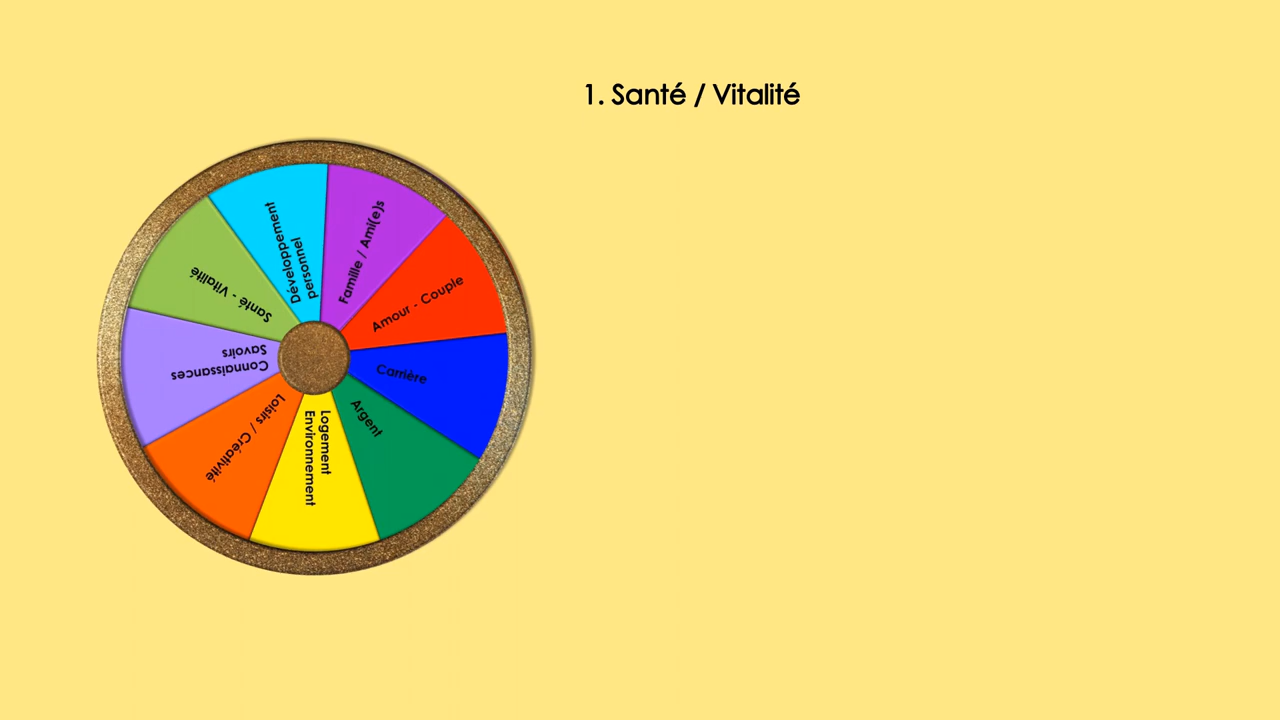 1. Santé / Vitalité
Développement
personnel
Famille / Ami(e)s
Amour - Couple
Carrière
Argent
Logement
Environnement
Loisirs / Créativité
Connaissances
Savoirs
Santé - Vitalité